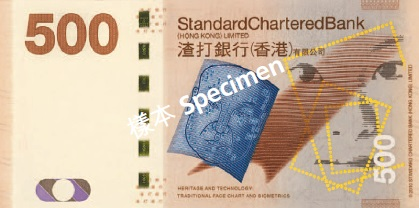 500
StandardCharteredBank
(HONG KONG) LIMITED
渣打銀行(香港)有限公司
樣本 Specimen
HERITAGE AND TECHNOLOGY:
TRADITIONAL FACE CHART AND BIOMETRICS
500